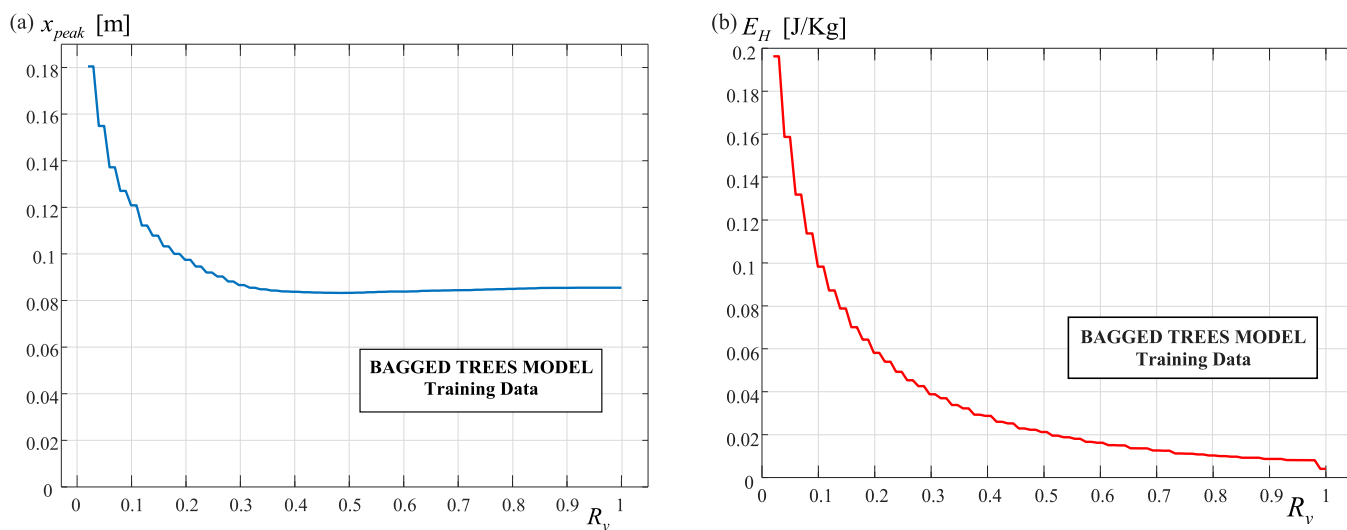 (a) x_peak [m]
0.18
0.16
0.14
0.12
0.1
0.08
0.06
0.04
0.02
0
0 0.1 0.2 0.3 0.4 0.5 0.6 0.7 0.8 0.9 1
R_v
BAGGED TREES MODEL
Training Data
(b) E_H [J/Kg]
0.2
0.18
0.16
0.14
0.12
0.1
0.08
0.06
0.04
0.02
0
0 0.1 0.2 0.3 0.4 0.5 0.6 0.7 0.8 0.9 1
R_v
BAGGED TREES MODEL
Training Data